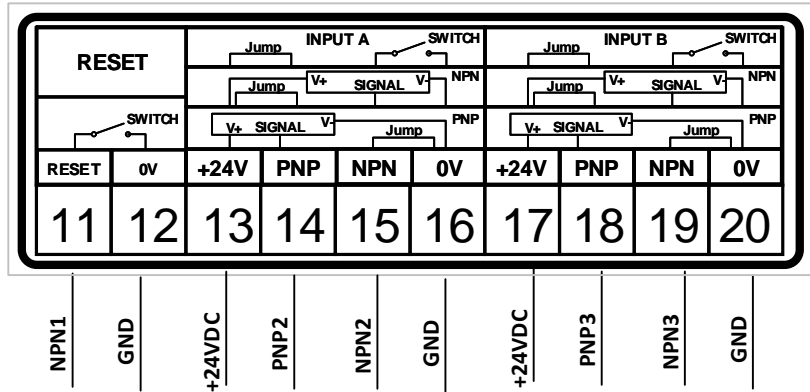 RESET
INPUT A
Jump
SWITCH
INPUT B
Jump
SWITCH
Jump
V+
SIGNAL
V-
NPN
Jump
V+
SIGNAL
V-
NPN
SWITCH
V+
SIGNAL
V-
Jump
PNP
V+
SIGNAL
V-
Jump
PNP
RESET 0V +24V PNP NPN 0V +24V PNP NPN 0V
11 12 13 14 15 16 17 18 19 20
NPN1
GND
+24VDC
PNP2
NPN2
GND
+24VDC
PNP3
NPN3
GND